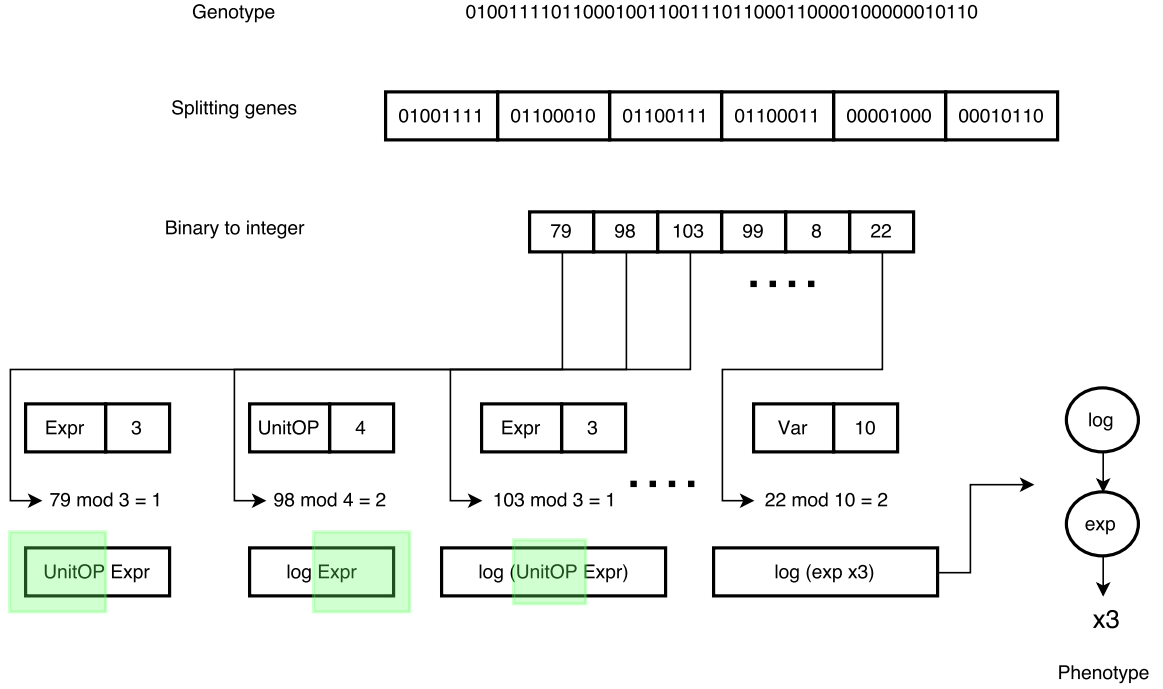 Genotype 010011110110001001100111011000110000100000010110
Splitting genes 01001111 01100010 01100111 01100011 00001000 00010110
Binary to integer 79 98 103 99 8 22
Expr 3 UnitOP 4 Expr 3 Var 10 log
79 mod 3 = 1 98 mod 4 = 2 103 mod 3 = 1 22 mod 10 = 2
exp
UnitOP Expr log Expr log (UnitOP Expr) log (exp x3)
x3
Phenotype